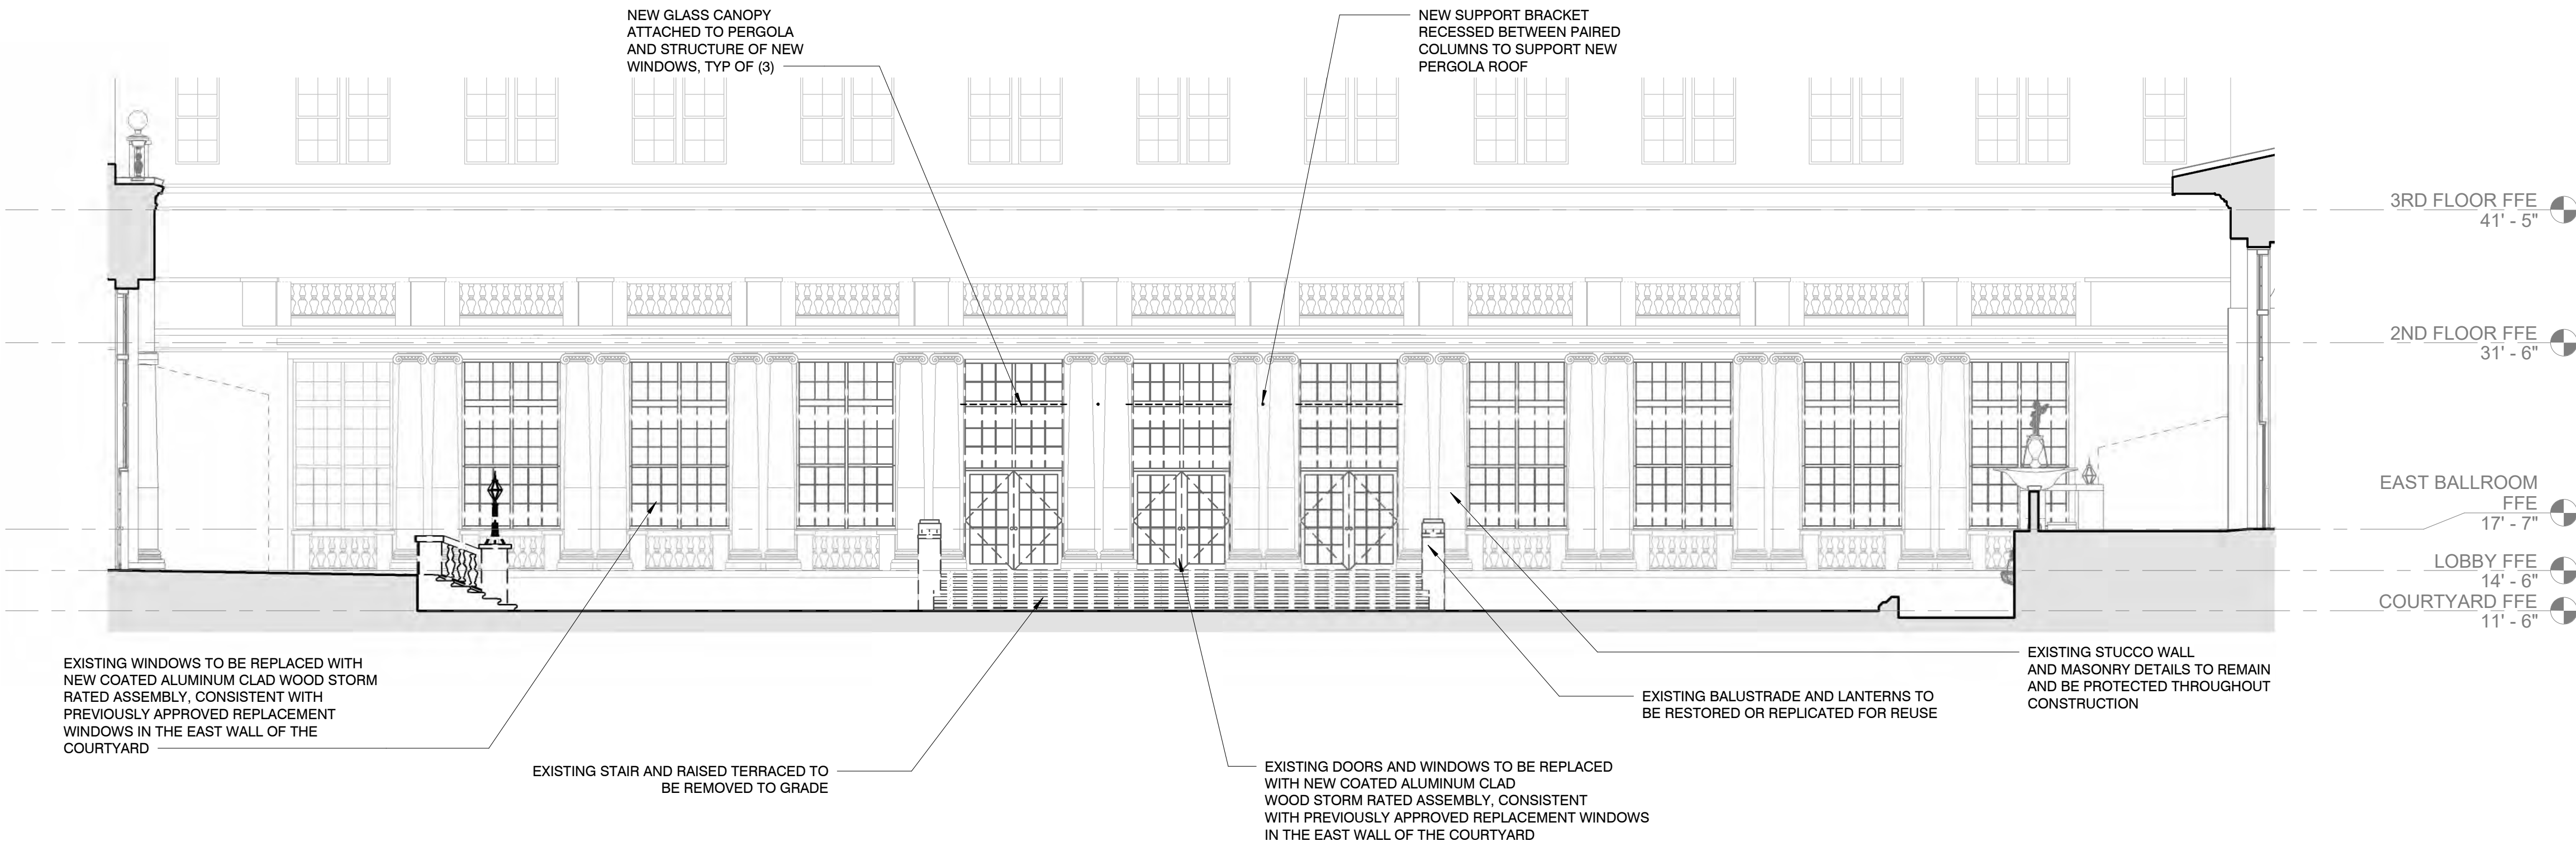 NEW GLASS CANOPY
ATTACHED TO PERGOLA
AND STRUCTURE OF NEW
WINDOWS, TYP OF (3)
NEW SUPPORT BRACKET
RECESSED BETWEEN PAIRED
COLUMNS TO SUPPORT NEW
PERGOLA ROOF
3RD FLOOR FFE
41' - 5"
2ND FLOOR FFE
31' - 6"
EAST BALLROOM
FFE
17' - 7"
LOBBY FFE
14' - 6"
COURTYARD FFE
11' - 6"
EXISTING WINDOWS TO BE REPLACED WITH
NEW COATED ALUMINUM CLAD WOOD STORM
RATED ASSEMBLY, CONSISTENT WITH
PREVIOUSLY APPROVED REPLACEMENT
WINDOWS IN THE EAST WALL OF THE
COURTYARD
EXISTING STAIR AND RAISED TERRACED TO
BE REMOVED TO GRADE
EXISTING DOORS AND WINDOWS TO BE REPLACED
WITH NEW COATED ALUMINUM CLAD
WOOD STORM RATED ASSEMBLY, CONSISTENT
WITH PREVIOUSLY APPROVED REPLACEMENT WINDOWS
IN THE EAST WALL OF THE COURTYARD
EXISTING BALUSTRADE AND LANTERNS TO
BE RESTORED OR REPLICATED FOR REUSE
EXISTING STUCCO WALL
AND MASONRY DETAILS TO REMAIN
AND BE PROTECTED THROUGHOUT
CONSTRUCTION